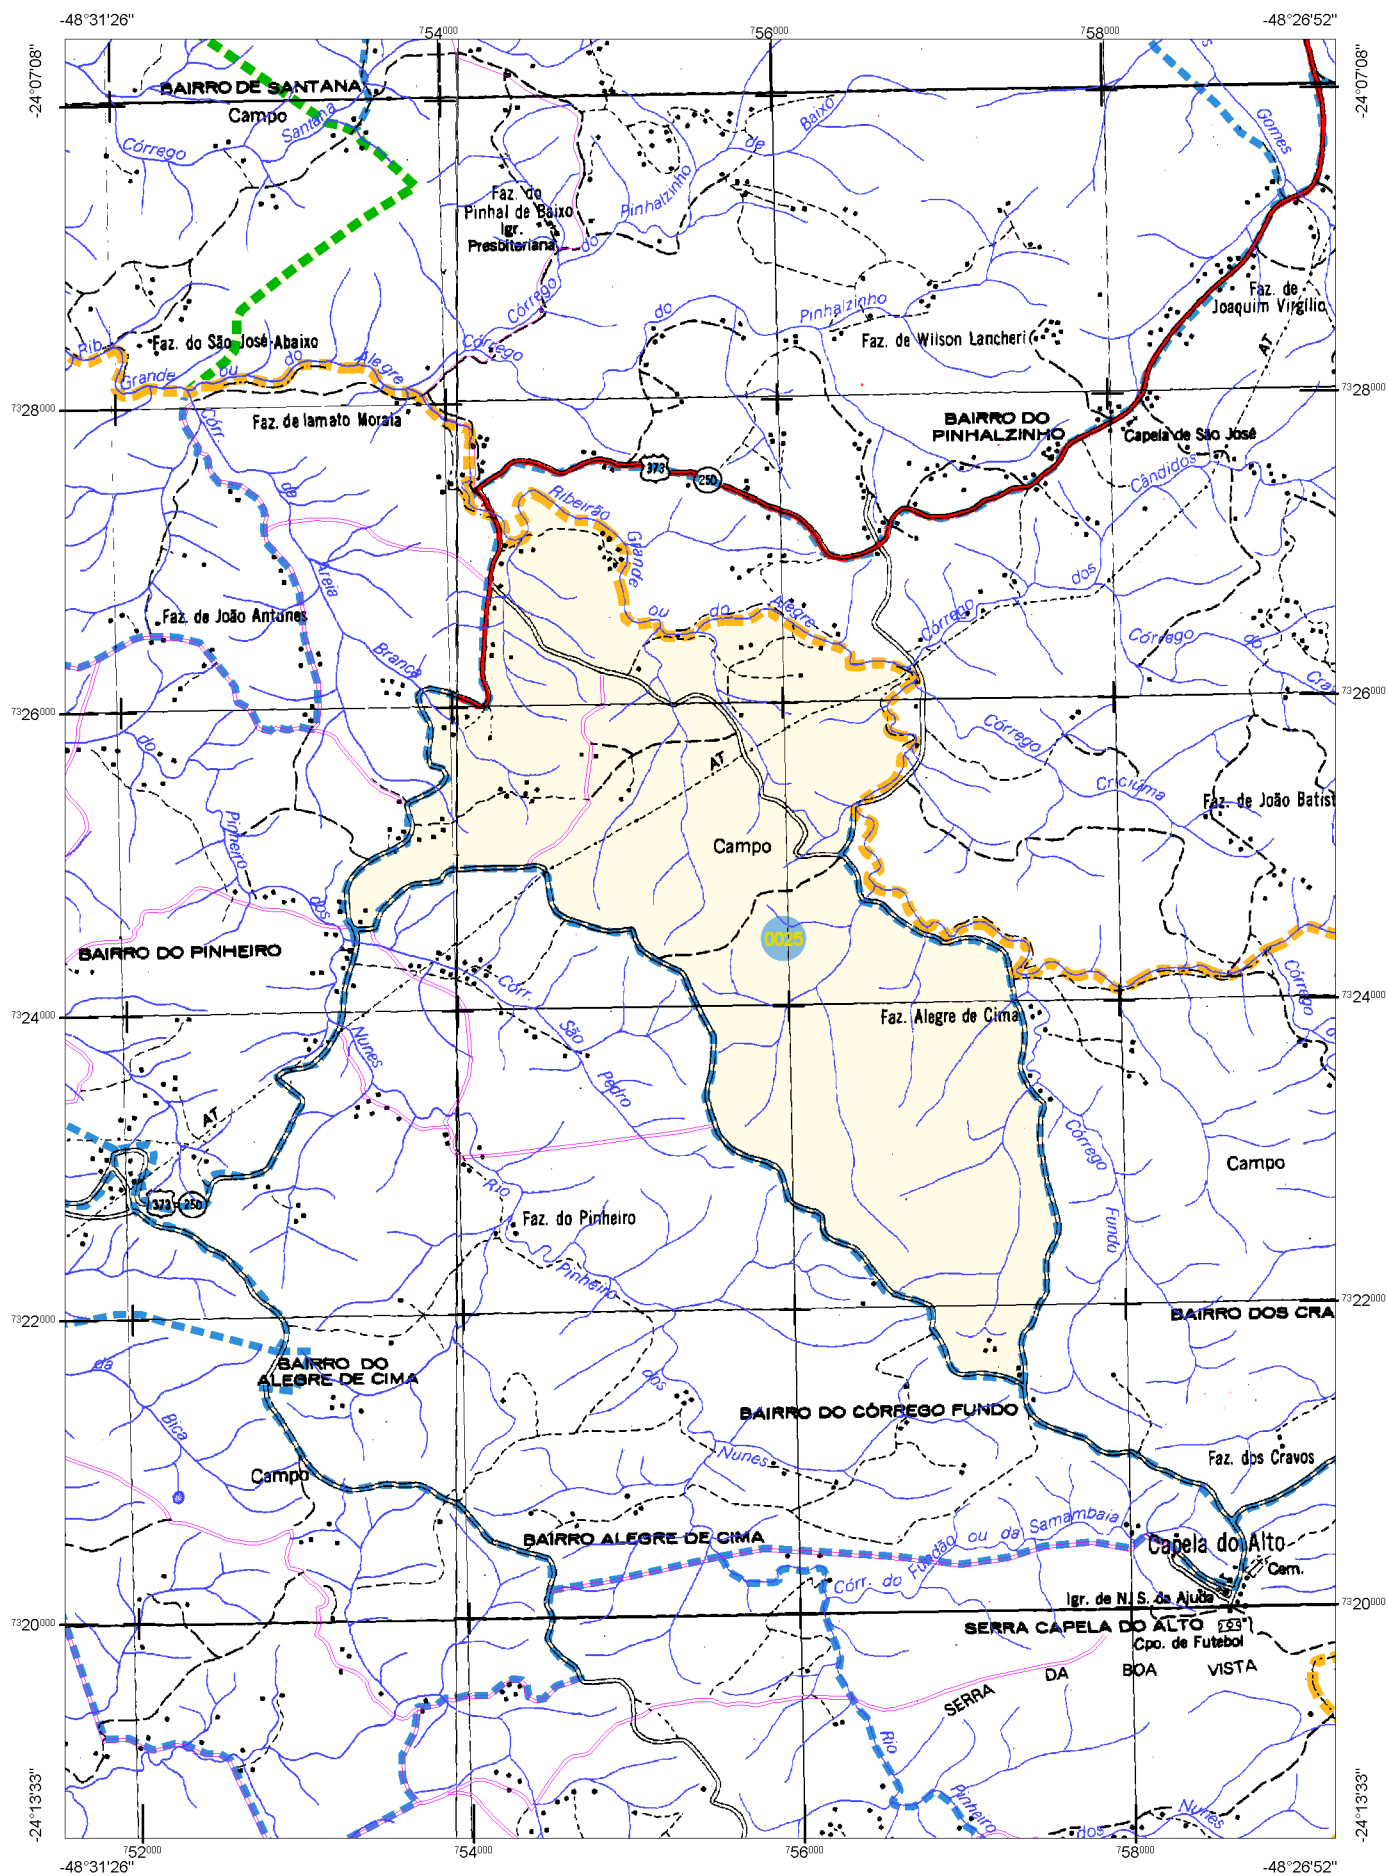 -48°31'26"
754000
756000
758000
-48°26'52"
-24°07'08"
-24°07'08"
BAIRRO DE SANTANA
Campo
Santana
Córrego
Baixo
de
Gomes
Faz. do
Pinhal de Baixo
Igr.
Presbiteriana
Pinhalzinho
do
Córrego
do
Pinhalzinho
Faz. de
Joaquim Virgílio
Faz. de Wilson Lancheri
AT
Rib.
Faz. do São José Abaixo
Grande
ou
do
Alegre
Córrego
7328000
7328000
Córr.
Faz. de Iamato Moraia
BAIRRO DO
PINHALZINHO
Capela de São José
373
250
Cândidos
de
Ribeirão
Grande
Areia
dos
Faz. de João Antunes
ou
do
Alegre
Córrego
Córrego
do
Branca
Cra
7326000
7326000
do
Córrego
AT
Criciúma
Faz. de João Batist
Pinheiro
Campo
dos
BAIRRO DO PINHEIRO
0025
Córr.
Córrego
7324000
7324000
São
Faz. Alegre de Cima
Nunes
Pedro
AT
Córrego
Campo
Rio
373
250
Faz. do Pinheiro
Fundo
Pinheiro
7322000
7322000
BAIRRO DOS CRA
da
BAIRRO DO
ALEGRE DE CIMA
dos
Bica
BAIRRO DO CÓRREGO FUNDO
Nunes
Faz. dos Cravos
Campo
BAIRRO ALEGRE DE CIMA
Córr. do Fundão ou da Samambaia
Capela do Alto
Cem.
Igr. de N. S. da Ajuda
7320000
7320000
SERRA CAPELA DO ALTO
Cpo. de Futebol
SERRA
DA
BOA
VISTA
Rio
Pinheiro
dos
Nunes
-24°13'33"
-24°13'33"
752000
754000
756000
758000
-48°31'26"
-48°26'52"